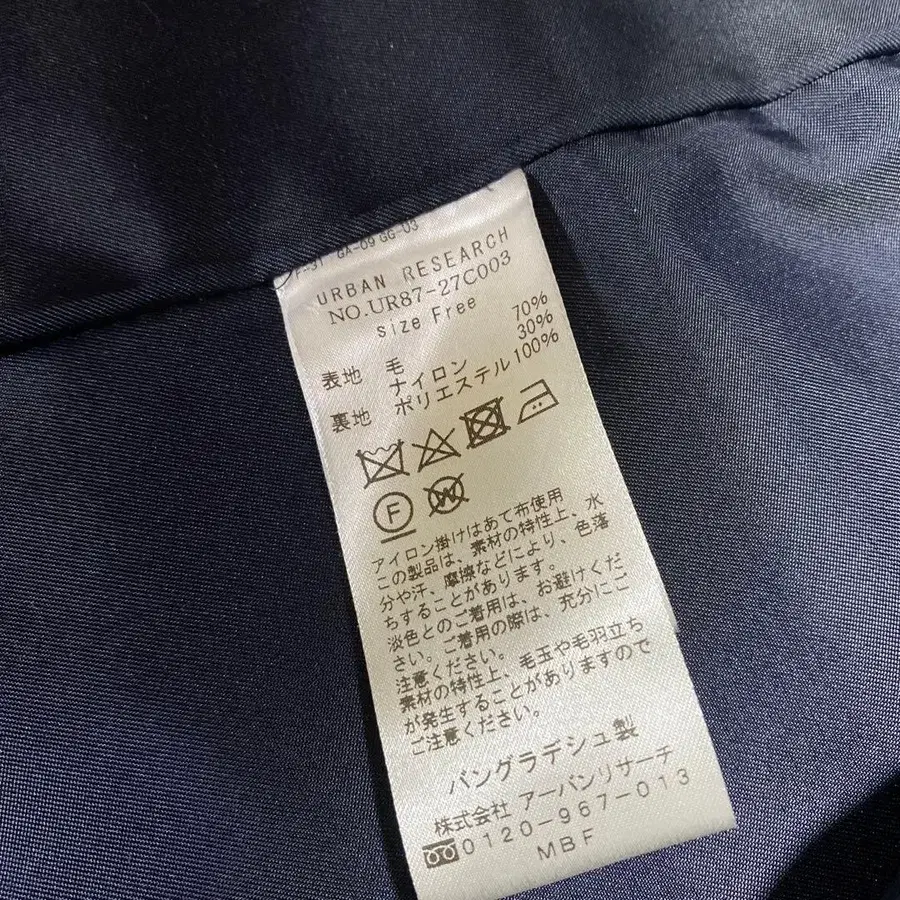 F-31 GA-09 GG-03
URBAN RESEARCH
NO.UR87-27C003
size Free
表地 毛 70%
ナイロン 30%
裏地 ポリエステル 100%
F W
アイロン掛けはあて布使用
この製品は、素材の特性上、水
分や汗、摩擦などにより、色落
ちすることがあります。
淡色とのご着用は、お避けくだ
さい。ご着用の際は、充分にご
注意ください。
素材の特性上、毛玉や毛羽立ち
が発生することがありますので
ご注意ください。
バングラデシュ製
株式会社 アーバンリサーチ
0120-967-013
MBF